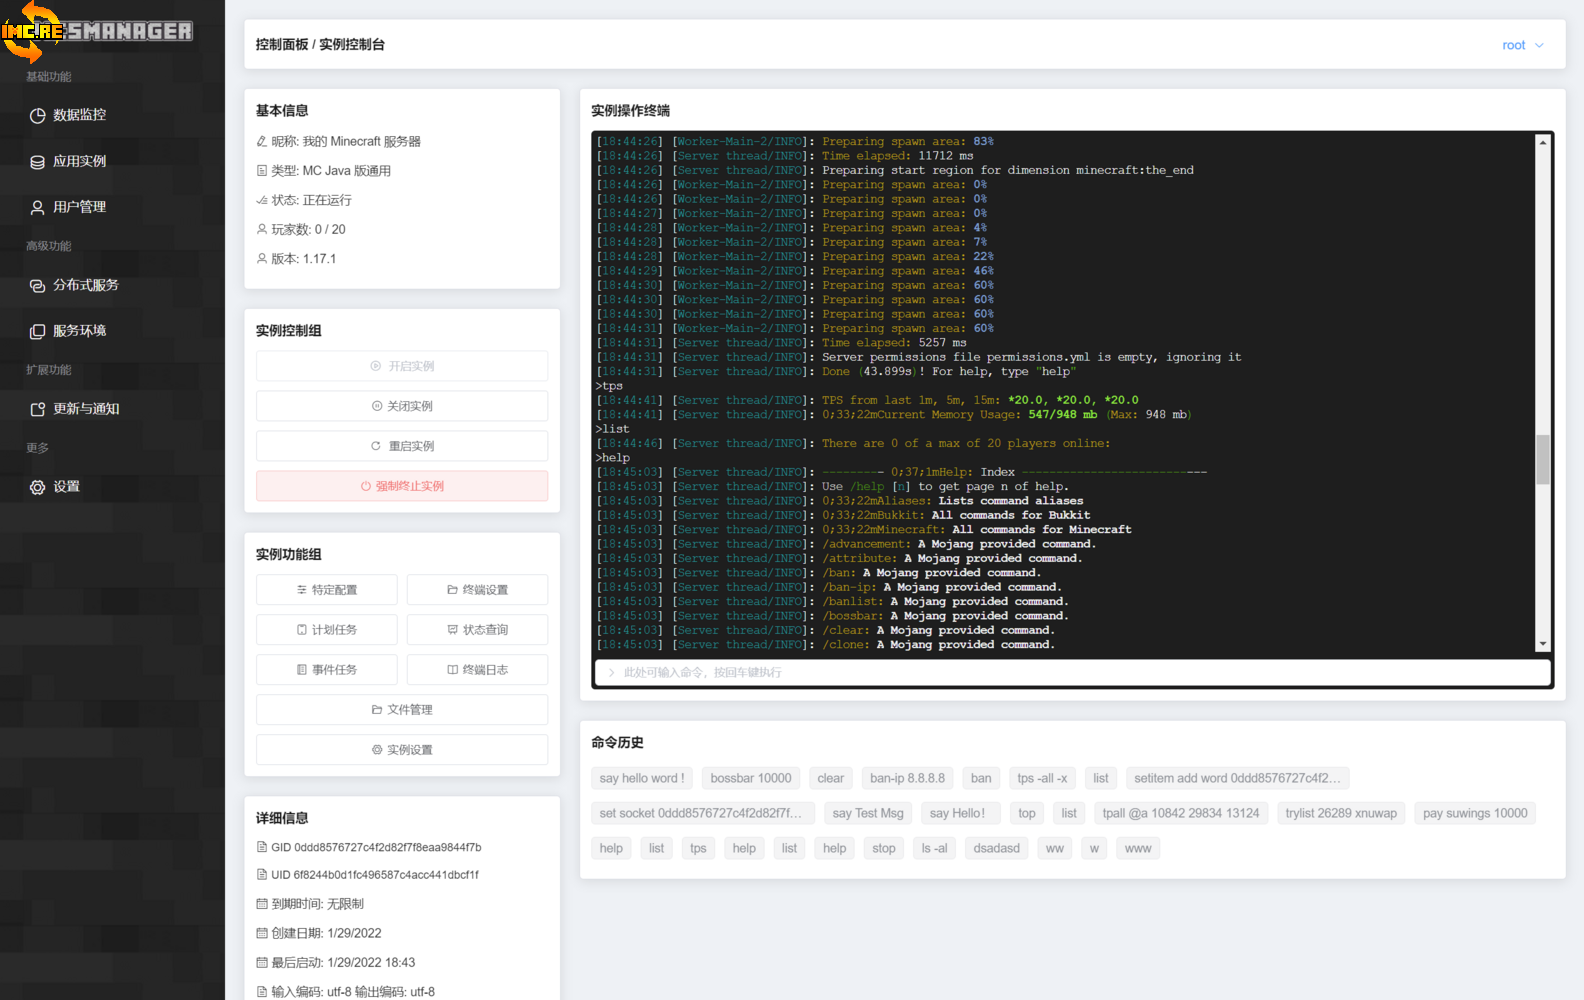 IMC.RE
ESMANAGER
基础功能
数据监控
应用实例
用户管理
高级功能
分布式服务
服务环境
扩展功能
更新与通知
更多
设置
控制面板 / 实例控制台
root
基本信息
昵称: 我的 Minecraft 服务器
类型: MC Java 版通用
状态: 正在运行
玩家数: 0 / 20
版本: 1.17.1
实例控制组
开启实例
关闭实例
重启实例
强制终止实例
实例功能组
特定配置
终端设置
计划任务
状态查询
事件任务
终端日志
文件管理
实例设置
详细信息
GID 0ddd8576727c4f2d82f7f8eaa9844f7b
UID 6f8244b0d1fc496587c4acc441dbcf1f
到期时间: 无限制
创建日期: 1/29/2022
最后启动: 1/29/2022 18:43
输入编码: utf-8 输出编码: utf-8
实例操作终端
[18:44:26] [Worker-Main-2/INFO]: Preparing spawn area: 83%
[18:44:26] [Server thread/INFO]: Time elapsed: 11712 ms
[18:44:26] [Server thread/INFO]: Preparing start region for dimension minecraft:the_end
[18:44:26] [Worker-Main-2/INFO]: Preparing spawn area: 0%
[18:44:26] [Worker-Main-2/INFO]: Preparing spawn area: 0%
[18:44:27] [Worker-Main-2/INFO]: Preparing spawn area: 0%
[18:44:28] [Worker-Main-2/INFO]: Preparing spawn area: 4%
[18:44:28] [Worker-Main-2/INFO]: Preparing spawn area: 7%
[18:44:28] [Worker-Main-2/INFO]: Preparing spawn area: 22%
[18:44:29] [Worker-Main-2/INFO]: Preparing spawn area: 46%
[18:44:30] [Worker-Main-2/INFO]: Preparing spawn area: 60%
[18:44:30] [Worker-Main-2/INFO]: Preparing spawn area: 60%
[18:44:30] [Worker-Main-2/INFO]: Preparing spawn area: 60%
[18:44:31] [Worker-Main-2/INFO]: Preparing spawn area: 60%
[18:44:31] [Server thread/INFO]: Time elapsed: 5257 ms
[18:44:31] [Server thread/INFO]: Server permissions file permissions.yml is empty, ignoring it
[18:44:31] [Server thread/INFO]: Done (43.899s)! For help, type "help"
>tps
[18:44:41] [Server thread/INFO]: TPS from last 1m, 5m, 15m: *20.0, *20.0, *20.0
[18:44:41] [Server thread/INFO]: 0;33;22mCurrent Memory Usage: 547/948 mb (Max: 948 mb)
>list
[18:44:46] [Server thread/INFO]: There are 0 of a max of 20 players online:
>help
[18:45:03] [Server thread/INFO]: --------- 0;37;1mHelp: Index ---------------------------
[18:45:03] [Server thread/INFO]: Use /help [n] to get page n of help.
[18:45:03] [Server thread/INFO]: 0;33;22mAliases: Lists command aliases
[18:45:03] [Server thread/INFO]: 0;33;22mBukkit: All commands for Bukkit
[18:45:03] [Server thread/INFO]: 0;33;22mMinecraft: All commands for Minecraft
[18:45:03] [Server thread/INFO]: /advancement: A Mojang provided command.
[18:45:03] [Server thread/INFO]: /attribute: A Mojang provided command.
[18:45:03] [Server thread/INFO]: /ban: A Mojang provided command.
[18:45:03] [Server thread/INFO]: /ban-ip: A Mojang provided command.
[18:45:03] [Server thread/INFO]: /banlist: A Mojang provided command.
[18:45:03] [Server thread/INFO]: /bossbar: A Mojang provided command.
[18:45:03] [Server thread/INFO]: /clear: A Mojang provided command.
[18:45:03] [Server thread/INFO]: /clone: A Mojang provided command.
此处可输入命令，按回车键执行
命令历史
say hello word ! bossbar 10000 clear ban-ip 8.8.8.8 ban tps -all -x list setitem add word 0ddd8576727c4f2...
set socket 0ddd8576727c4f2d82f7f... say Test Msg say Hello! top list tpall @a 10842 29834 13124 trylist 26289 xnuwap pay suwings 10000
help list tps help list help stop ls -al dsadasd ww w www